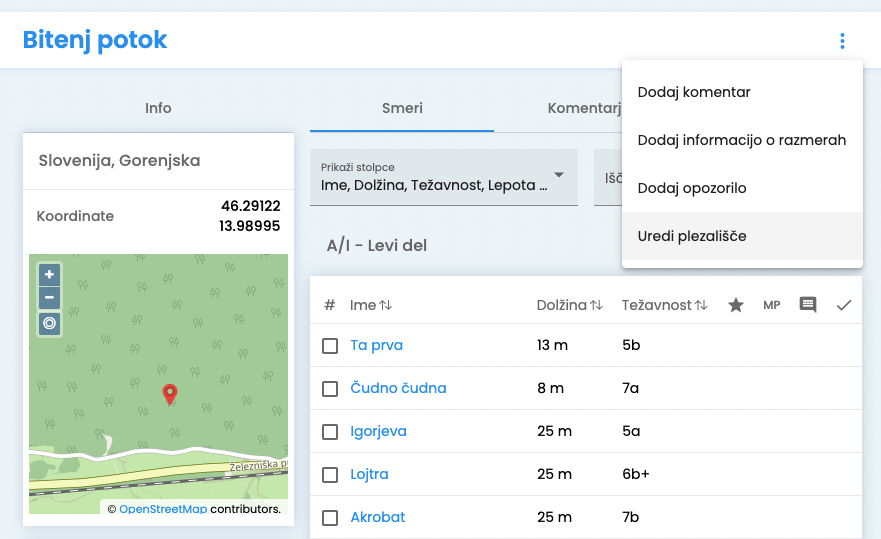 Bitenj potok
Dodaj komentar
Dodaj informacijo o razmerah
Dodaj opozorilo
Uredi plezališče
Info
Smeri
Komentarj
Slovenija, Gorenjska
Koordinate
46.29122
13.98995
+
−
Železniška p
© OpenStreetMap contributors.
Prikaži stolpce
Ime, Dolžina, Težavnost, Lepota ...
Išč
A/I - Levi del
# Ime Dolžina Težavnost MP
Ta prva 13 m 5b
Čudno čudna 8 m 7a
Igorjeva 25 m 5a
Lojtra 25 m 6b+
Akrobat 25 m 7b